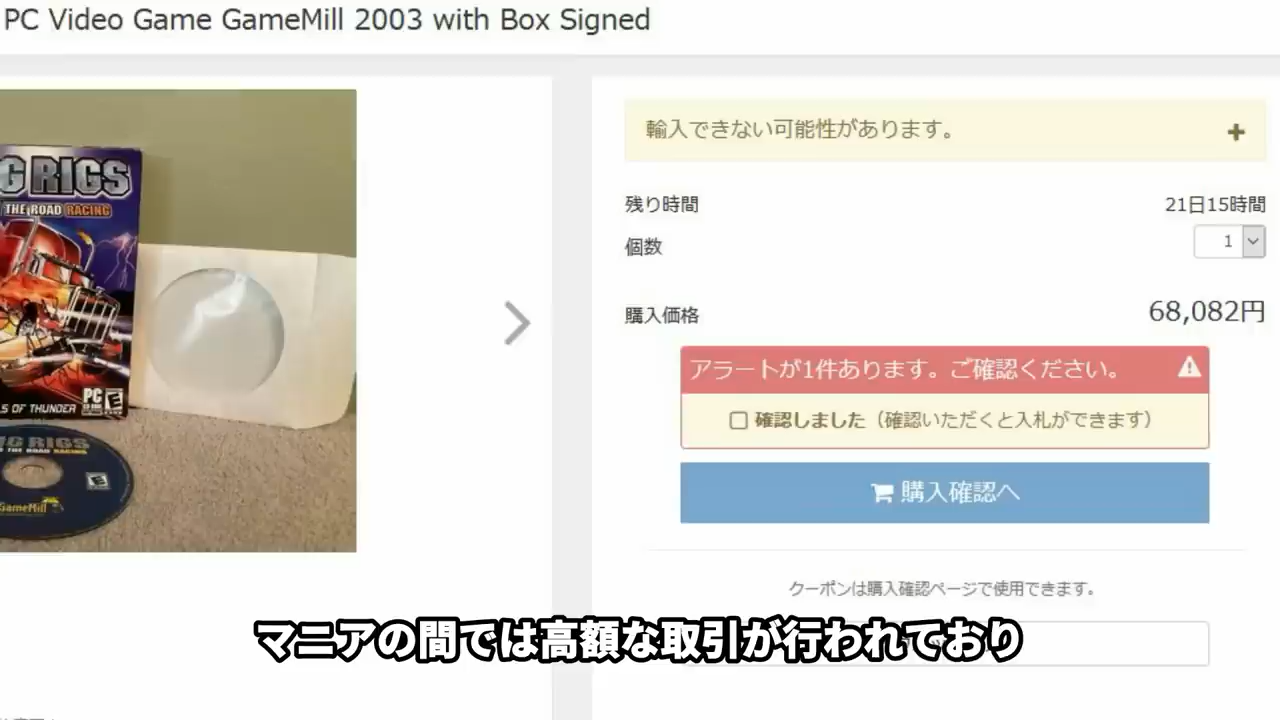 PC Video Game GameMill 2003 with Box Signed
輸入できない可能性があります。
残り時間
21日15時間
個数
1
購入価格
68,082円
アラートが1件あります。ご確認ください。
確認しました(確認いただくと入札ができます)
購入確認へ
クーポンは購入確認ページで使用できます。
G RIGS
THE ROAD RACING
PC
E
S OF THUNDER
G RIGS
E
GameMill
マニアの間では高額な取引が行われており